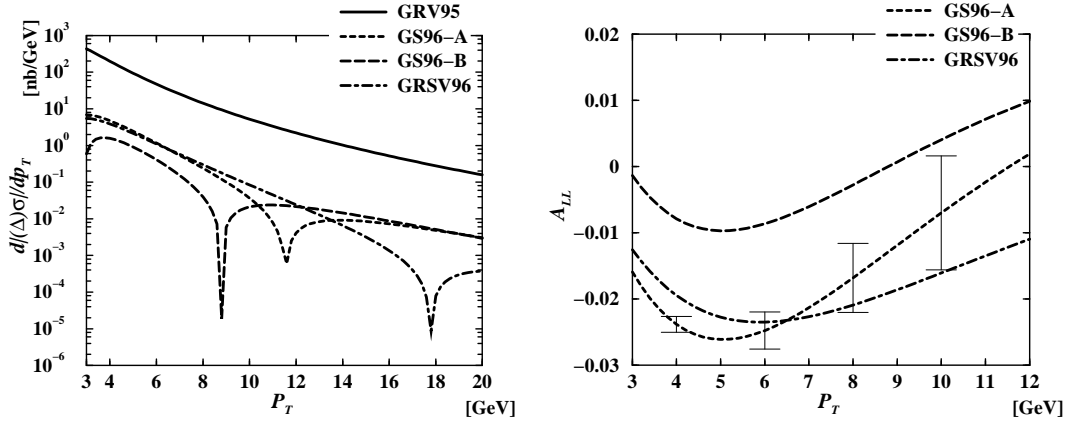 GRV95
GS96−A
GS96−B
GRSV96
d/(Δ)σ//dp_T [nb/GeV]
10^3
10^2
10^1
10^0
10^−1
10^−2
10^−3
10^−4
10^−5
10^−6
3 4 6 8 10 12 14 16 18 20
P_T [GeV]
GS96−A
GS96−B
GRSV96
A_LL
0.02
0.01
0
−0.01
−0.02
−0.03
3 4 5 6 7 8 9 10 11 12
P_T [GeV]